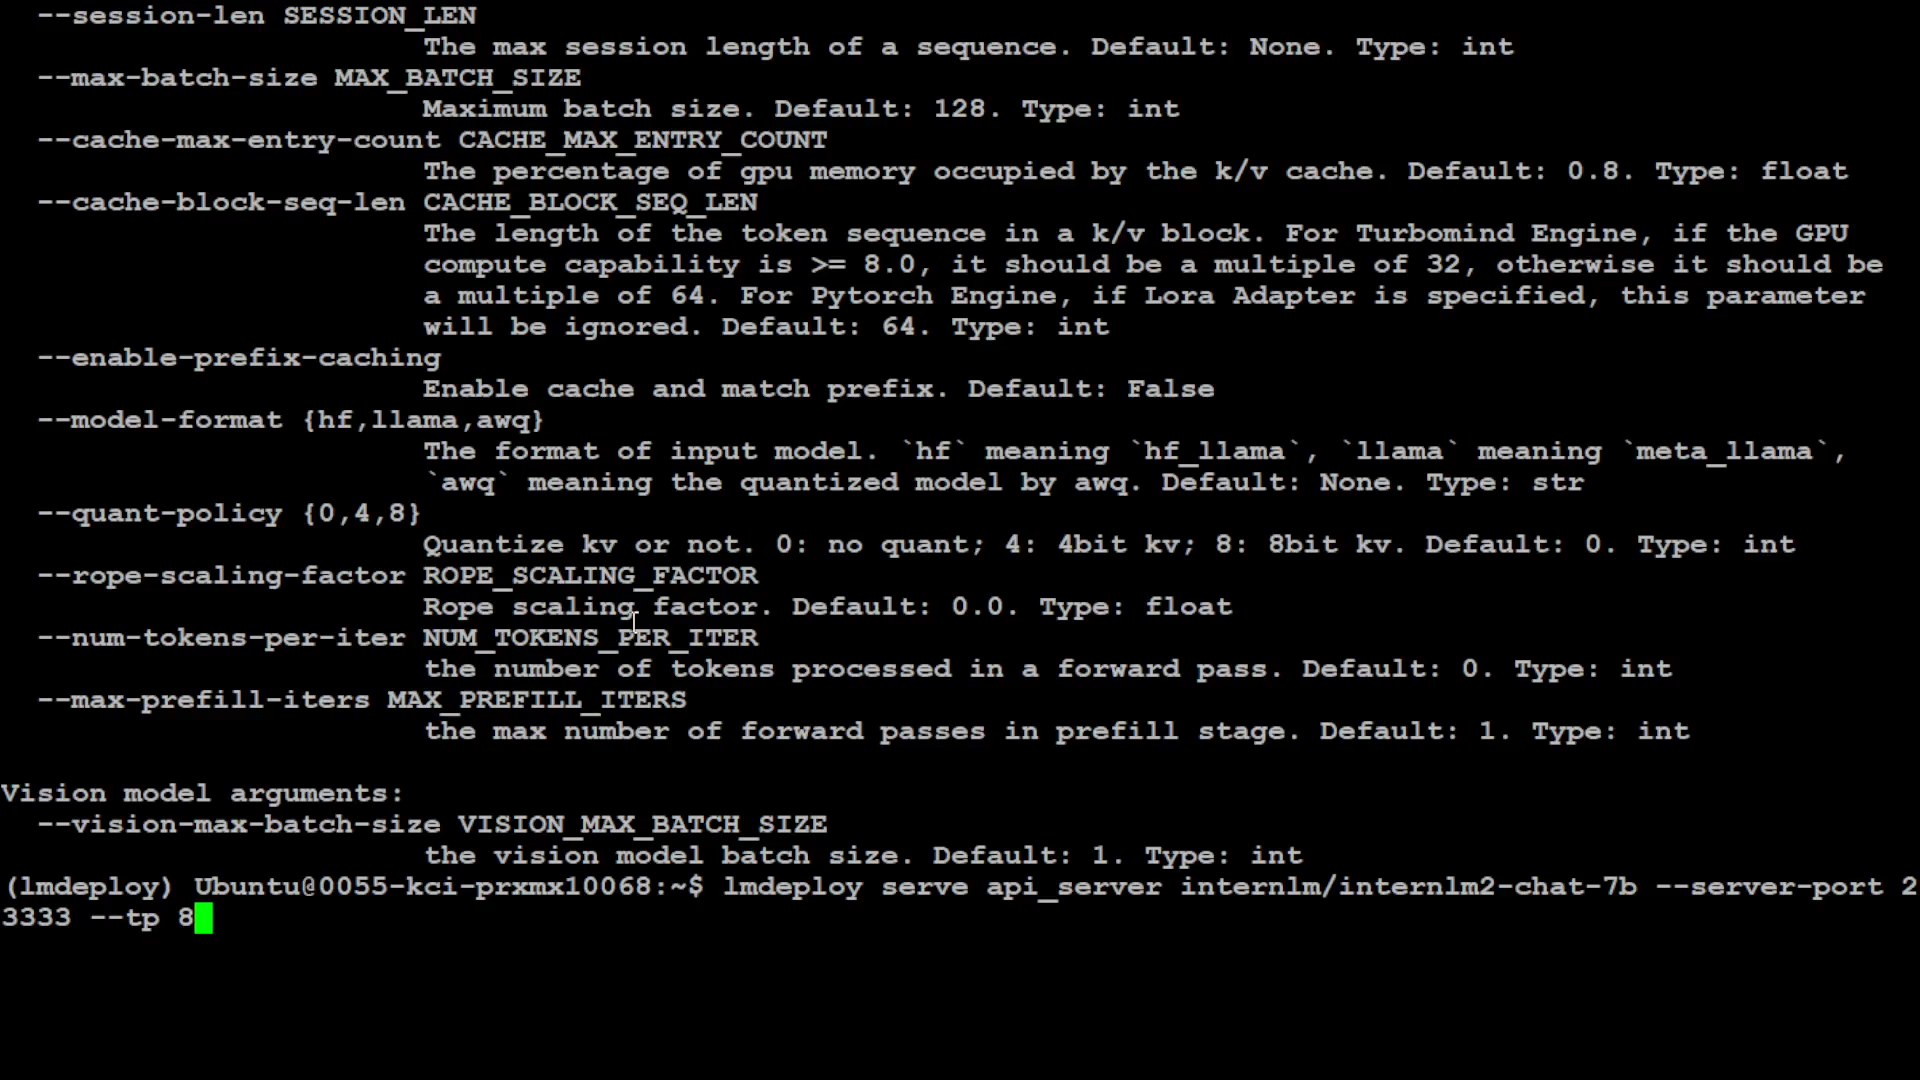 --session-len SESSION_LEN
The max session length of a sequence. Default: None. Type: int
--max-batch-size MAX_BATCH_SIZE
Maximum batch size. Default: 128. Type: int
--cache-max-entry-count CACHE_MAX_ENTRY_COUNT
The percentage of gpu memory occupied by the k/v cache. Default: 0.8. Type: float
--cache-block-seq-len CACHE_BLOCK_SEQ_LEN
The length of the token sequence in a k/v block. For Turbomind Engine, if the GPU
compute capability is >= 8.0, it should be a multiple of 32, otherwise it should be
a multiple of 64. For Pytorch Engine, if Lora Adapter is specified, this parameter
will be ignored. Default: 64. Type: int
--enable-prefix-caching
Enable cache and match prefix. Default: False
--model-format {hf,llama,awq}
The format of input model. `hf` meaning `hf_llama`, `llama` meaning `meta_llama`,
`awq` meaning the quantized model by awq. Default: None. Type: str
--quant-policy {0,4,8}
Quantize kv or not. 0: no quant; 4: 4bit kv; 8: 8bit kv. Default: 0. Type: int
--rope-scaling-factor ROPE_SCALING_FACTOR
Rope scaling factor. Default: 0.0. Type: float
--num-tokens-per-iter NUM_TOKENS_PER_ITER
the number of tokens processed in a forward pass. Default: 0. Type: int
--max-prefill-iters MAX_PREFILL_ITERS
the max number of forward passes in prefill stage. Default: 1. Type: int
Vision model arguments:
--vision-max-batch-size VISION_MAX_BATCH_SIZE
the vision model batch size. Default: 1. Type: int
(lmdeploy) Ubuntu@0055-kci-prxmx10068:~$ lmdeploy serve api_server internlm/internlm2-chat-7b --server-port 2
3333 --tp 8